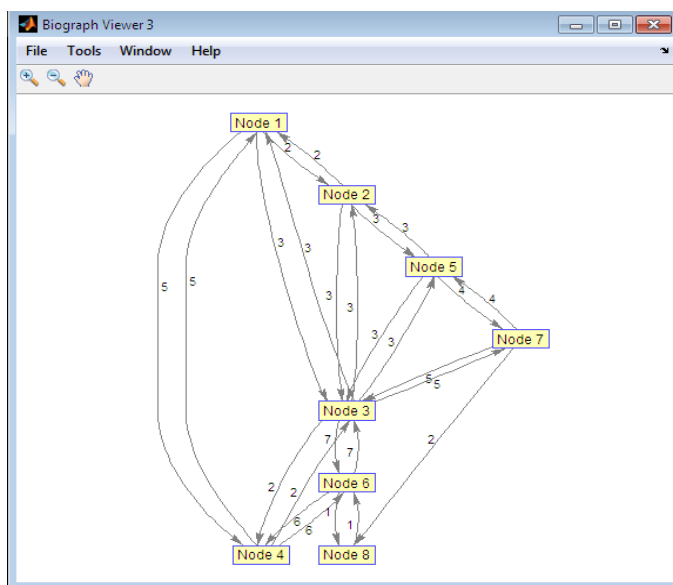 Biograph Viewer 3
File Tools Window Help
Node 1
2 2
Node 2
3 3
3 3
Node 5
5 5
4 4
3 3
Node 7
3 3
5 5
Node 3
7 7
2
2 2
Node 6
6 6
1 1
Node 4 Node 8